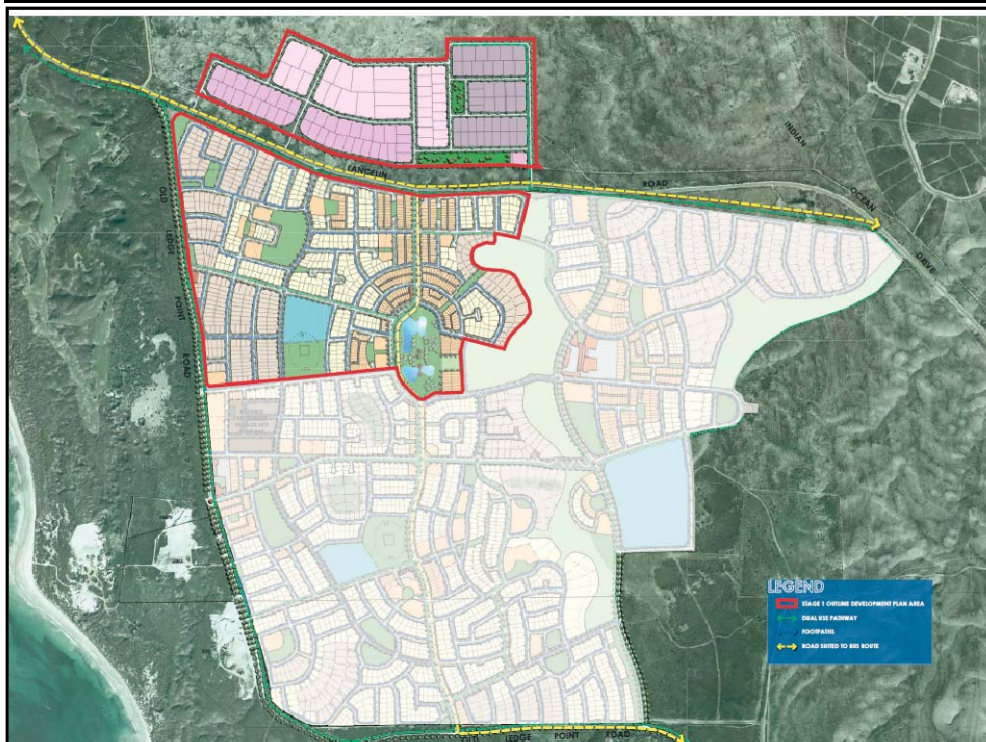 LANCELIN
ROAD
INDIAN
OCEAN
DRIVE
OLD
LEDGE
POINT
ROAD
OLD LEDGE POINT ROAD
LEGEND
STAGE 1 OUTLINE DEVELOPMENT PLAN AREA
DUAL USE PATHWAY
FOOTPATHS
ROAD SUITED TO BUS ROUTE